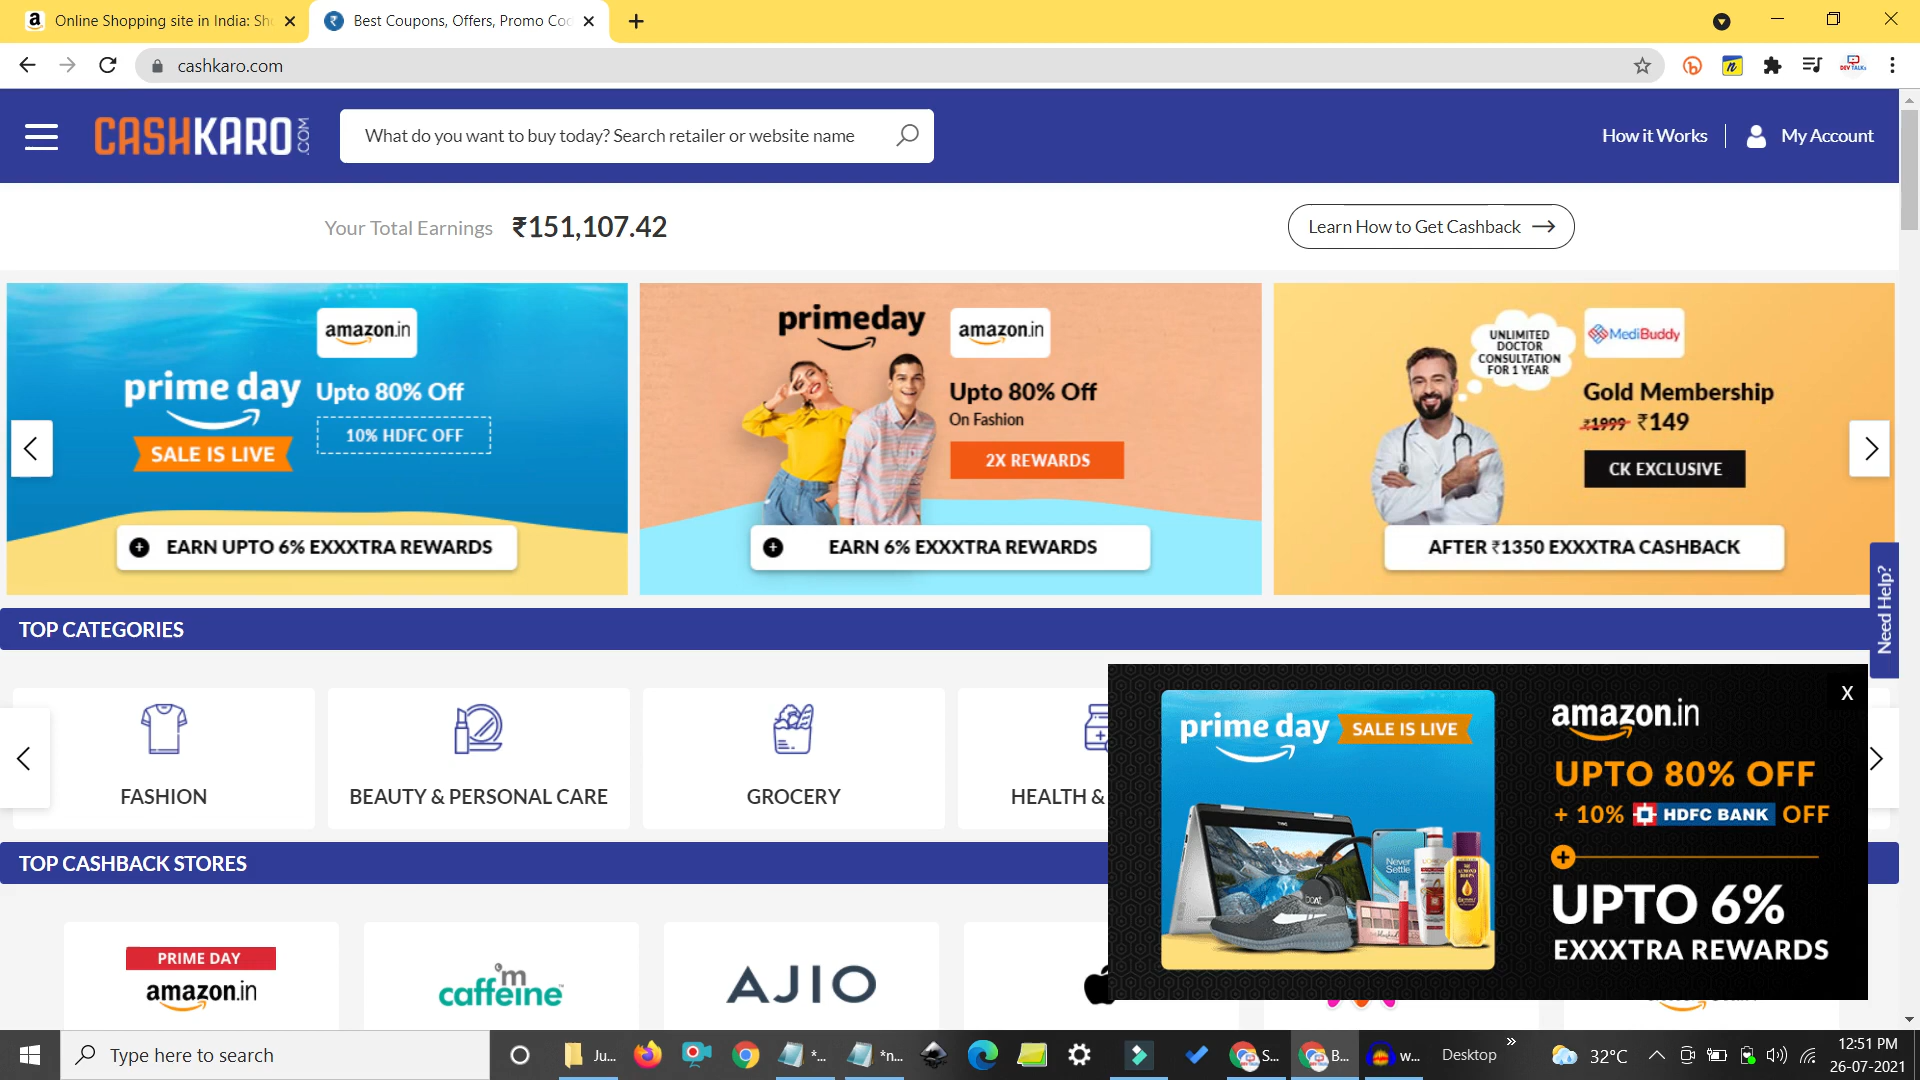 Online Shopping site in India: Sh
Best Coupons, Offers, Promo Co
cashkaro.com
DEV TALKs
CASHKARO.COM
What do you want to buy today? Search retailer or website name
How it Works
My Account
Your Total Earnings ₹151,107.42
Learn How to Get Cashback
amazon.in
prime day
SALE IS LIVE
Upto 80% Off
10% HDFC OFF
EARN UPTO 6% EXXXTRA REWARDS
primeday
amazon.in
Upto 80% Off
On Fashion
2X REWARDS
EARN 6% EXXXTRA REWARDS
UNLIMITED
DOCTOR
CONSULTATION
FOR 1 YEAR
MediBuddy
Gold Membership
₹1999 ₹149
CK EXCLUSIVE
AFTER ₹1350 EXXXTRA CASHBACK
Need Help?
TOP CATEGORIES
FASHION
BEAUTY & PERSONAL CARE
GROCERY
HEALTH &
TOP CASHBACK STORES
PRIME DAY
amazon.in
'm
caffeine
AJIO
X
prime day
SALE IS LIVE
Never
Settle
boAt
ALMOND
DROPS
amazon.in
UPTO 80% OFF
+ 10% HDFC BANK OFF
UPTO 6%
EXXXTRA REWARDS
Type here to search
Ju...
*...
*n...
S...
B...
w...
Desktop
32°C
12:51 PM
26-07-2021